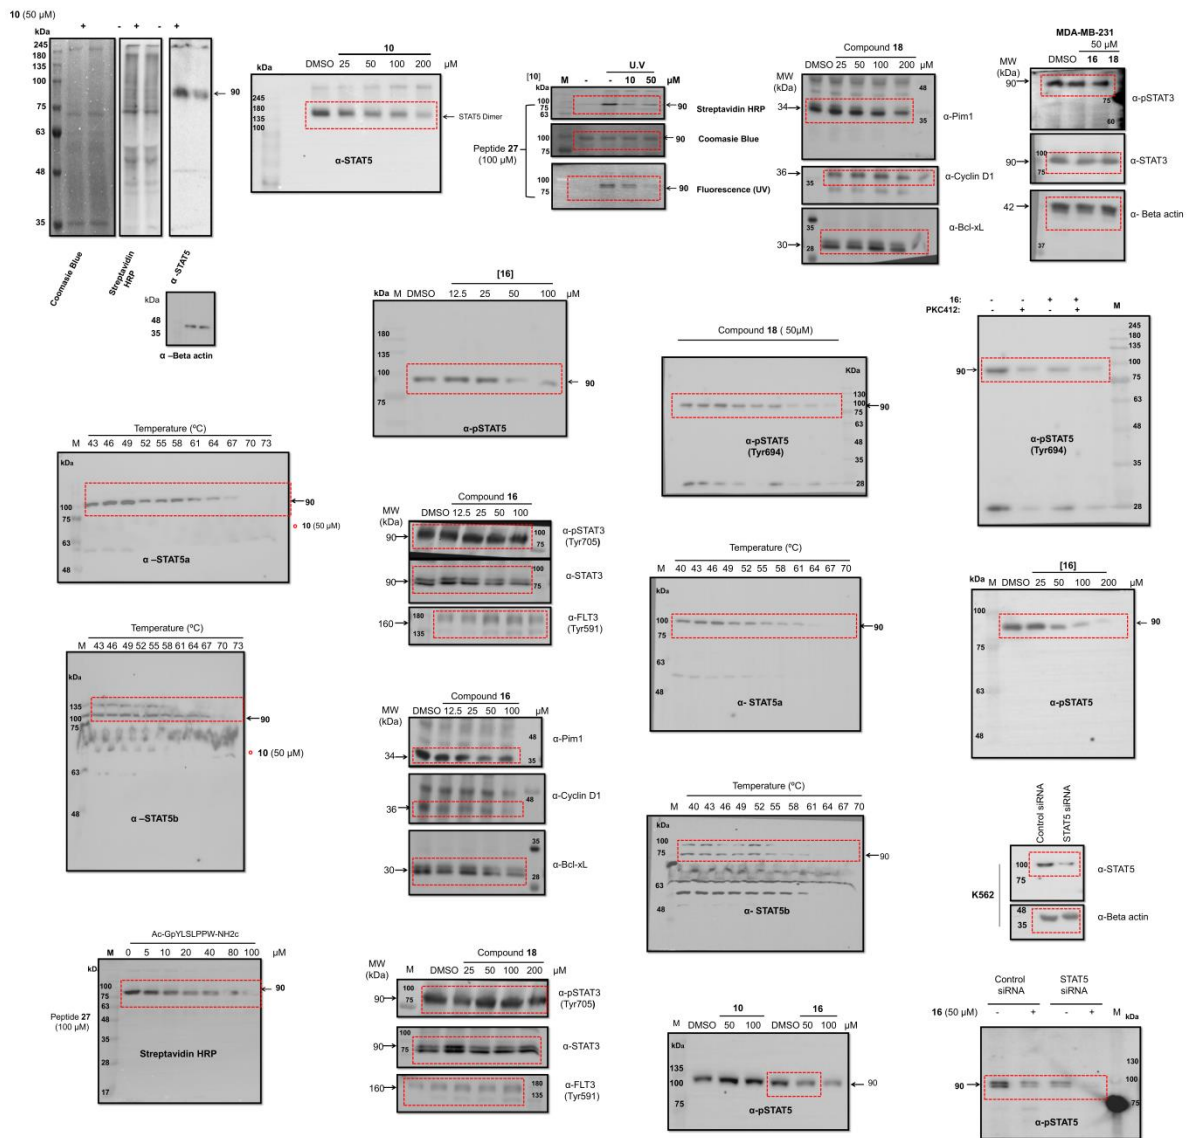 10 (50 µM)
+ - + - +
kDa
245
180
135
100
75
63
48
35
90
Coomasie Blue
Streptavidin HRP
α -STAT5
kDa
48
35
α –Beta actin
10
DMSO 25 50 100 200 µM
kDa
245
180
135
100
STAT5 Dimer
α-STAT5
U.V
[10] M - - 10 50 µM
kDa
100
75
63
90
Streptavidin HRP
100
75
90
Coomasie Blue
Peptide 27
(100 µM)
100
75
90
Fluorescence (UV)
Compound 18
DMSO 25 50 100 200 µM
MW
(kDa)
48
34
35
α-Pim1
36
35
α-Cyclin D1
35
30
28
α-Bcl-xL
MDA-MB-231
50 µM
DMSO 16 18
MW
(kDa)
90
75
60
α-pSTAT3
100
90
75
α-STAT3
42
37
α- Beta actin
[16]
kDa M DMSO 12.5 25 50 100 µM
180
135
100
75
90
α-pSTAT5
Compound 18 ( 50µM)
KDa
130
100
75
63
48
35
28
90
α-pSTAT5
(Tyr694)
16: - - + +
PKC412: - + - + M
245
180
135
100
75
63
48
35
28
90
α-pSTAT5
(Tyr694)
Temperature (ºC)
M 43 46 49 52 55 58 61 64 67 70 73
kDa
100
75
63
48
90
10 (50 µM)
α –STAT5a
Compound 16
MW
(kDa)
DMSO 12.5 25 50 100
90
100
75
α-pSTAT3
(Tyr705)
90
100
75
α-STAT3
160
180
135
α-FLT3
(Tyr591)
Temperature (ºC)
M 40 43 46 49 52 55 58 61 64 67 70
kDa
100
75
63
48
90
α- STAT5a
[16]
M DMSO 25 50 100 200 µM
kDa
100
75
63
48
90
α-pSTAT5
Temperature (ºC)
M 43 46 49 52 55 58 61 64 67 70 73
kDa
135
100
75
63
48
90
10 (50 µM)
α –STAT5b
Compound 16
MW
(kDa)
DMSO 12.5 25 50 100 µM
48
34
35
α-Pim1
48
36
α-Cyclin D1
35
30
28
α-Bcl-xL
Temperature (ºC)
M 40 43 46 49 52 55 58 61 64 67 70
kDa
100
75
63
48
90
α- STAT5b
Control siRNA
STAT5 siRNA
K562
100
75
α-STAT5
48
35
α-Beta actin
Ac-GpYLSLPPW-NH2c
M 0 5 10 20 40 80 100 µM
100
75
63
48
35
28
17
90
Peptide 27
(100 µM)
Streptavidin HRP
Compound 18
MW
(kDa)
M DMSO 25 50 100 200 µM
90
100
75
α-pSTAT3
(Tyr705)
90
100
75
α-STAT3
160
180
135
α-FLT3
(Tyr591)
10 16
M DMSO 50 100 DMSO 50 100 µM
kDa
135
100
75
63
90
α-pSTAT5
Control
siRNA
STAT5
siRNA
16 (50 µM) - + - + M
kDa
130
100
75
90
α-pSTAT5